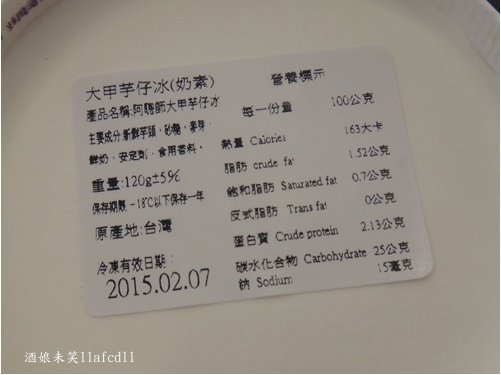 大甲芋仔冰(奶素)
產品名稱:阿聰師大甲芋仔冰
主要成分:新鮮芋頭、砂糖、麥芽、
鮮奶、安定劑、食用香料。
重量:120g±5%
保存期限:-18℃以下保存一年
原產地:台灣
冷凍有效日期:
2015.02.07
營養標示
每一份量 100公克
熱量 Calories 163大卡
脂肪 crude fat 1.52公克
飽和脂肪 Saturated fat 0.7公克
反式脂肪 Trans fat 0公克
蛋白質 Crude protein 2.13公克
碳水化合物 Carbohydrate 25公克
鈉 Sodium 15毫克
酒娘未笑llafcdll